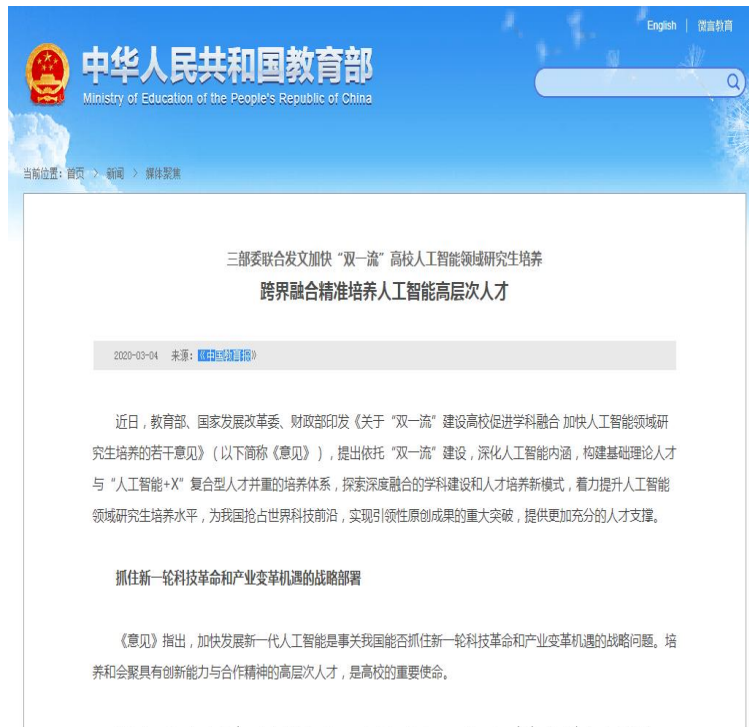 English | 微言教育
中华人民共和国教育部
Ministry of Education of the People's Republic of China
当前位置：首页 > 新闻 > 媒体聚焦
三部委联合发文加快“双一流”高校人工智能领域研究生培养
跨界融合精准培养人工智能高层次人才
2020-03-04 来源：《中国教育报》
近日，教育部、国家发展改革委、财政部印发《关于“双一流”建设高校促进学科融合 加快人工智能领域研
究生培养的若干意见》（以下简称《意见》），提出依托“双一流”建设，深化人工智能内涵，构建基础理论人才
与“人工智能+X”复合型人才并重的培养体系，探索深度融合的学科建设和人才培养新模式，着力提升人工智能
领域研究生培养水平，为我国抢占世界科技前沿，实现引领性原创成果的重大突破，提供更加充分的人才支撑。
抓住新一轮科技革命和产业变革机遇的战略部署
《意见》指出，加快发展新一代人工智能是事关我国能否抓住新一轮科技革命和产业变革机遇的战略问题。培
养和会聚具有创新能力与合作精神的高层次人才，是高校的重要使命。